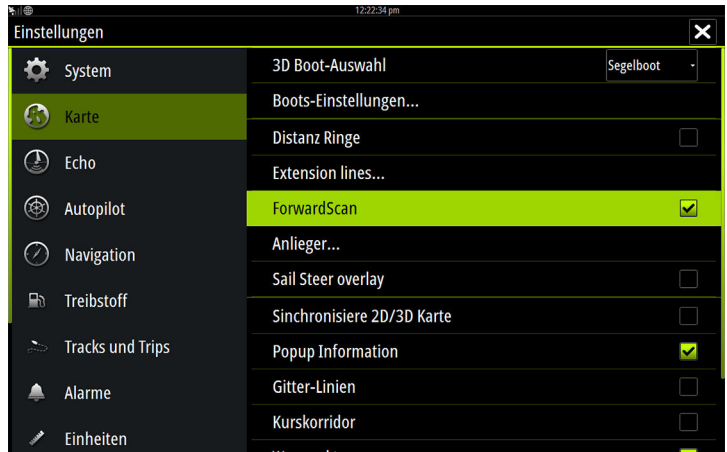 12:22:34 pm
Einstellungen
System
Karte
Echo
Autopilot
Navigation
Treibstoff
Tracks und Trips
Alarme
Einheiten
3D Boot-Auswahl
Segelboot
Boots-Einstellungen...
Distanz Ringe
Extension lines...
ForwardScan
Anlieger...
Sail Steer overlay
Sinchronisiere 2D/3D Karte
Popup Information
Gitter-Linien
Kurskorridor